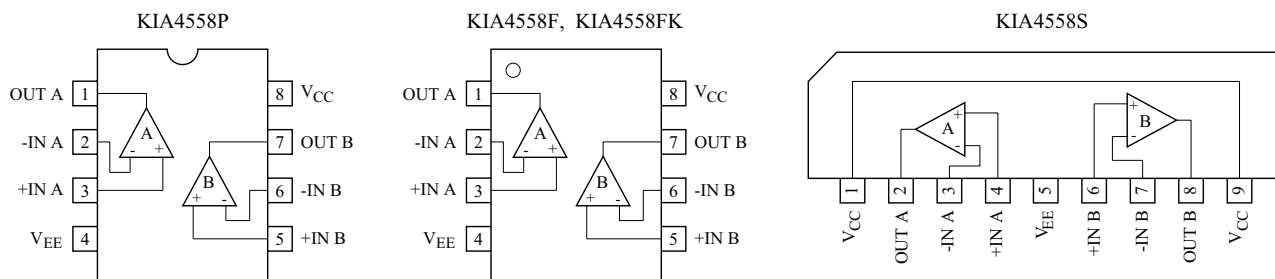 KIA4558P
OUT A 1
8 VCC
-IN A 2
7 OUT B
+IN A 3
6 -IN B
VEE 4
5 +IN B
A
- +
B
+ -
KIA4558F, KIA4558FK
OUT A 1
8 VCC
-IN A 2
7 OUT B
+IN A 3
6 -IN B
VEE 4
5 +IN B
A
- +
B
+ -
KIA4558S
A
+
-
B
+
-
1 2 3 4 5 6 7 8 9
VCC
OUT A
-IN A
+IN A
VEE
+IN B
-IN B
OUT B
VCC